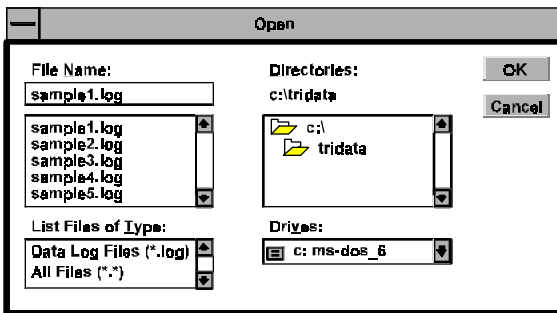 Open
File Name:
sample1.log
sample1.log
sample2.log
sample3.log
sample4.log
sample5.log
List Files of Type:
Data Log Files (*.log)
All Files (*.*)
Directories:
c:\tridata
c:\
tridata
Drives:
c: ms-dos_6
OK
Cancel